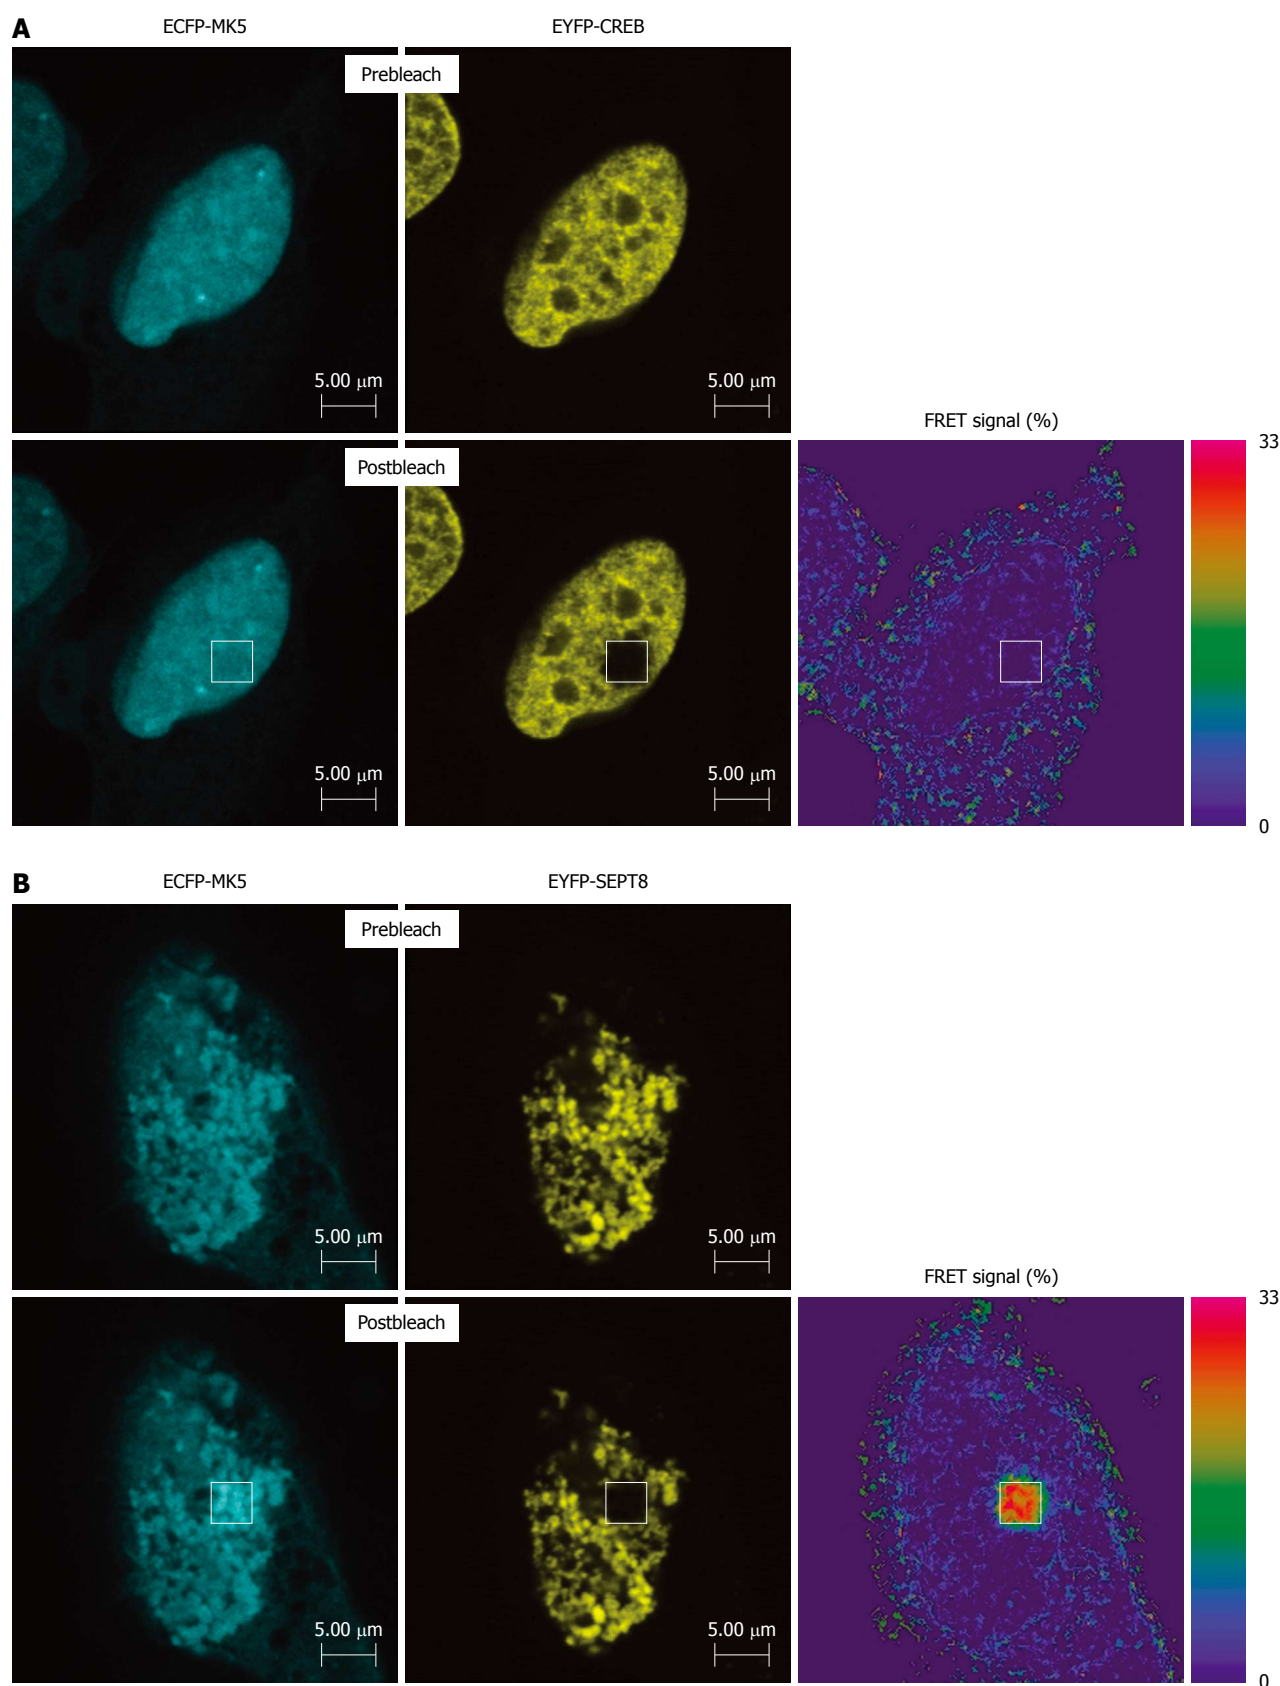 A
ECFP-MK5
EYFP-CREB
Prebleach
5.00 μm
5.00 μm
Postbleach
FRET signal (%)
33
5.00 μm
5.00 μm
0
B
ECFP-MK5
EYFP-SEPT8
Prebleach
5.00 μm
5.00 μm
FRET signal (%)
Postbleach
33
5.00 μm
5.00 μm
0